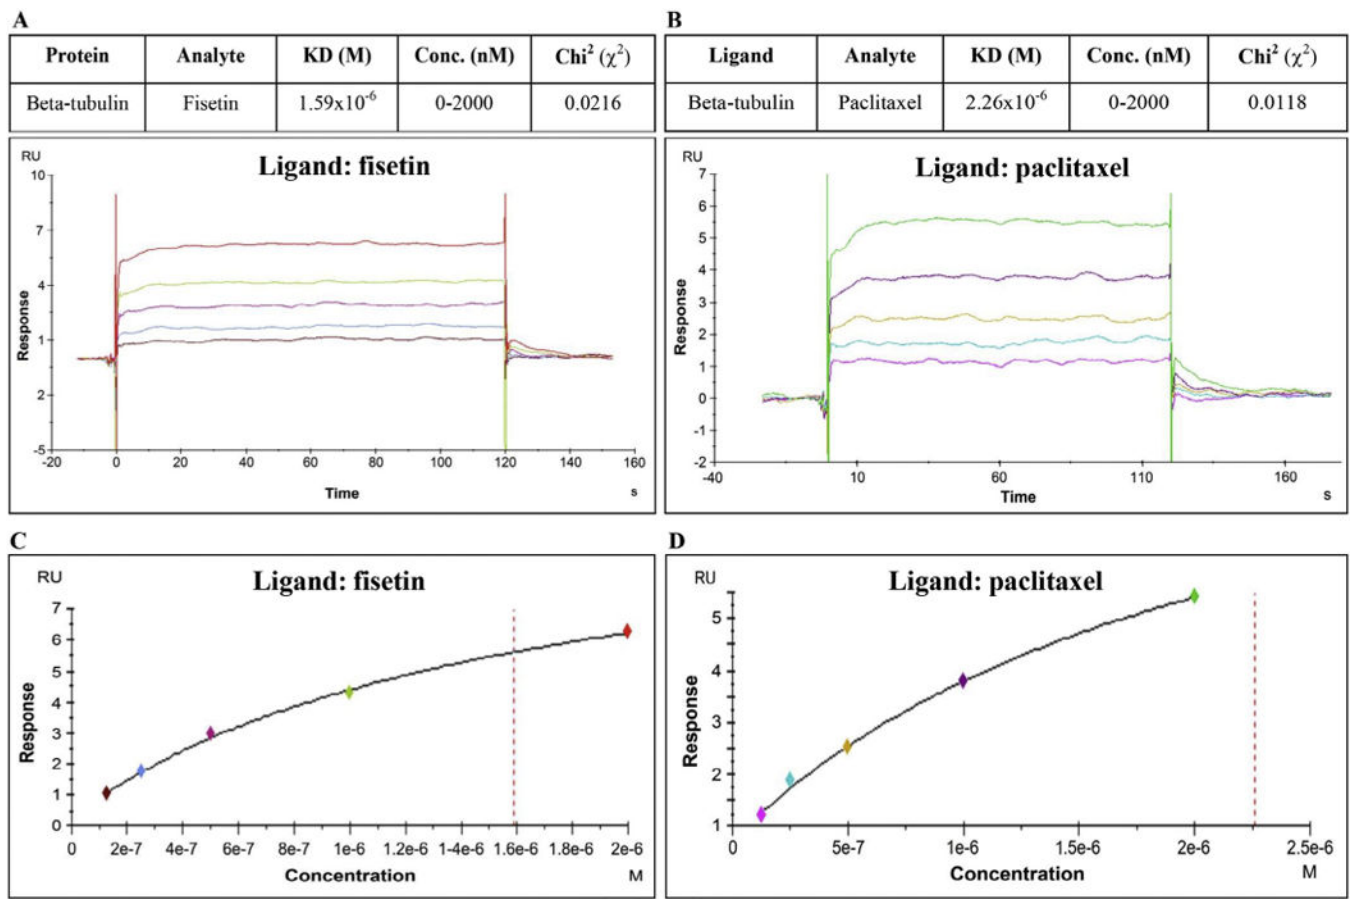 A
Protein Analyte KD (M) Conc. (nM) Chi² (χ²)
Beta-tubulin Fisetin 1.59x10⁻⁶ 0-2000 0.0216
RU
Ligand: fisetin
10
7
4
1
2
-5
Response
-20 0 20 40 60 80 100 120 140 160
Time s
B
Ligand Analyte KD (M) Conc. (nM) Chi² (χ²)
Beta-tubulin Paclitaxel 2.26x10⁻⁶ 0-2000 0.0118
RU
Ligand: paclitaxel
7
6
5
4
3
2
1
0
-1
-2
Response
-40 10 60 110 160
Time s
C
RU
Ligand: fisetin
7
6
5
4
3
2
1
0
Response
0 2e-7 4e-7 6e-7 8e-7 1e-6 1.2e-6 1.4e-6 1.6e-6 1.8e-6 2e-6
Concentration M
D
RU
Ligand: paclitaxel
5
4
3
2
1
Response
0 5e-7 1e-6 1.5e-6 2e-6 2.5e-6
Concentration M